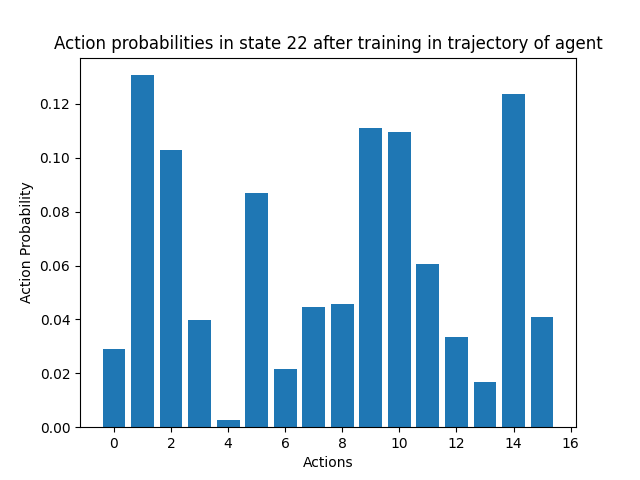 Action probabilities in state 22 after training in trajectory of agent
0.12
0.10
0.08
0.06
0.04
0.02
0.00
Action Probability
0 2 4 6 8 10 12 14 16
Actions